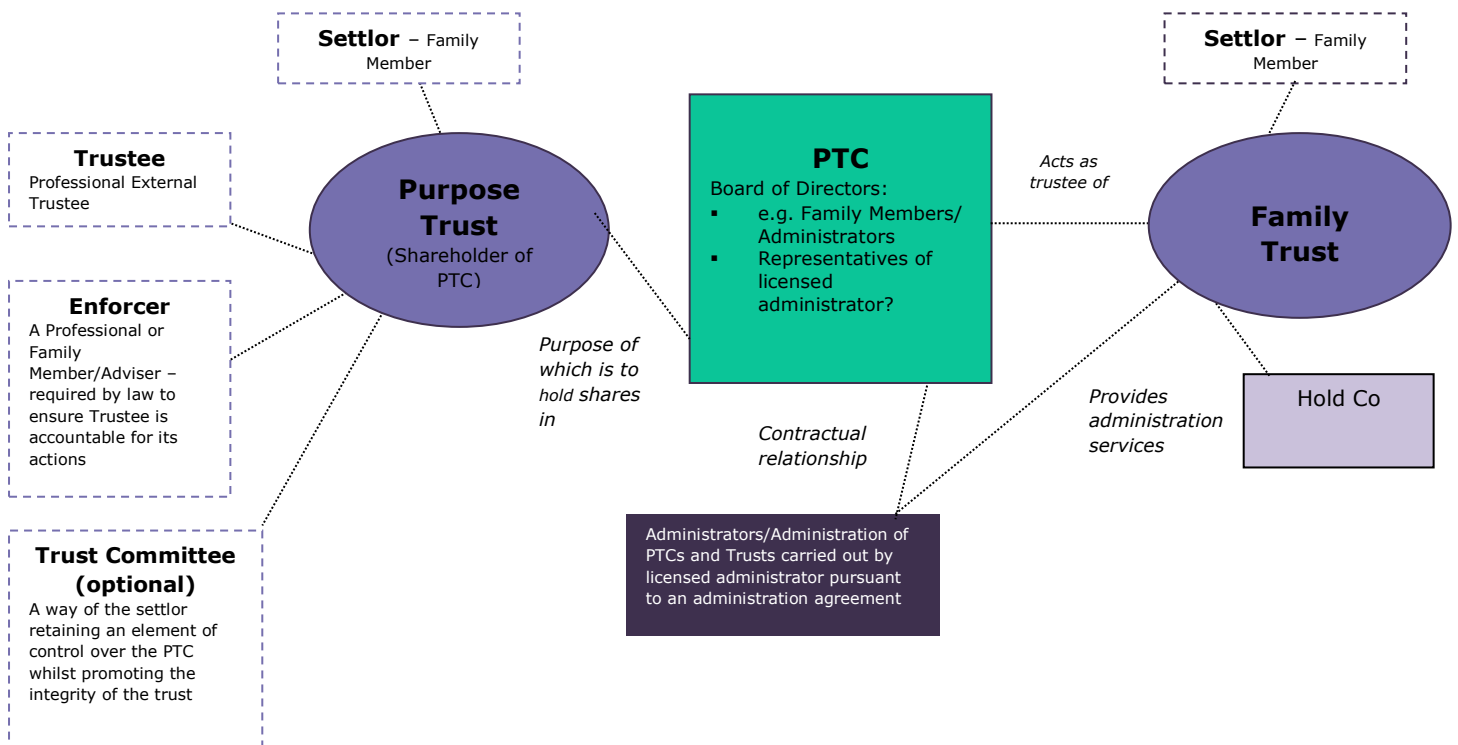 Settlor – Family
Member
Settlor – Family
Member
Trustee
Professional External
Trustee
Purpose
Trust
(Shareholder of
PTC)
PTC
Board of Directors:
▪ e.g. Family Members/
Administrators
▪ Representatives of
licensed
administrator?
Acts as
trustee of
Family
Trust
Enforcer
A Professional or
Family
Member/Adviser –
required by law to
ensure Trustee is
accountable for its
actions
Purpose of
which is to
hold shares
in
Contractual
relationship
Provides
administration
services
Hold Co
Trust Committee
(optional)
A way of the settlor
retaining an element of
control over the PTC
whilst promoting the
integrity of the trust
Administrators/Administration of
PTCs and Trusts carried out by
licensed administrator pursuant
to an administration agreement